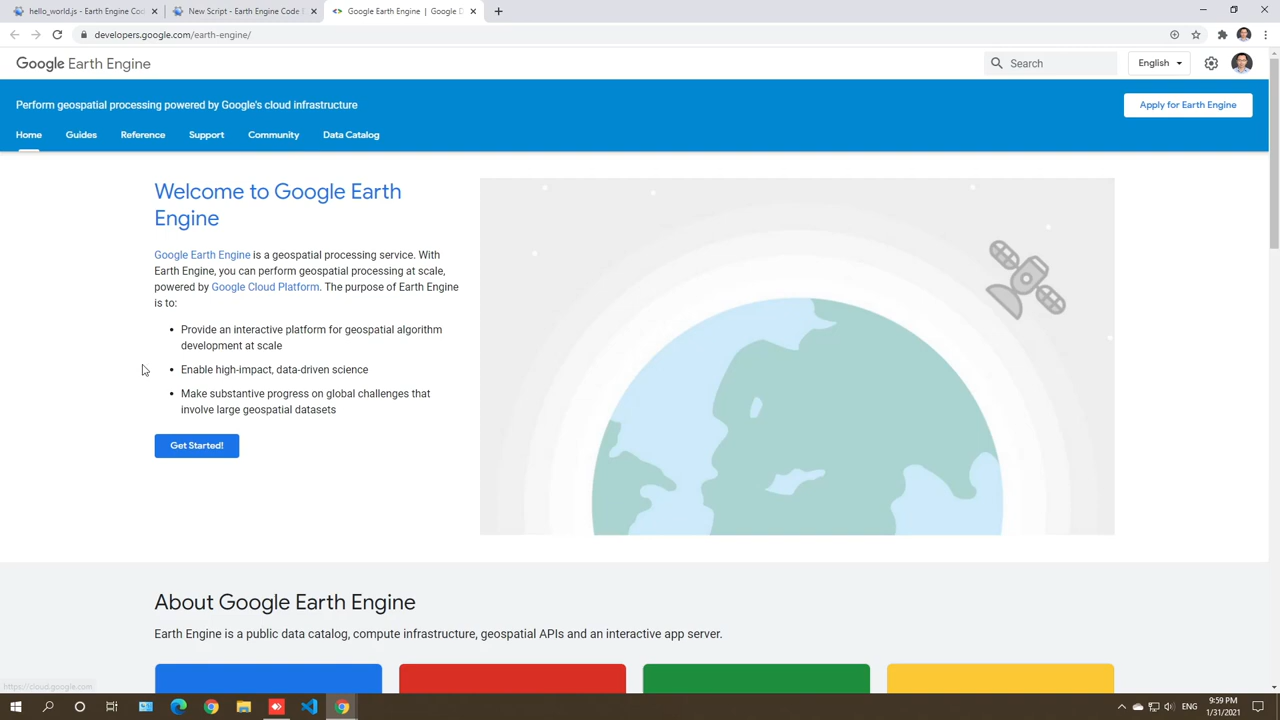 hello_world.js - Earth Engine Cod
New Script - Earth Engine Code E
Google Earth Engine | Google D
developers.google.com/earth-engine/
Google Earth Engine
Search
English
Perform geospatial processing powered by Google's cloud infrastructure
Apply for Earth Engine
Home Guides Reference Support Community Data Catalog
Welcome to Google Earth
Engine
Google Earth Engine is a geospatial processing service. With
Earth Engine, you can perform geospatial processing at scale,
powered by Google Cloud Platform. The purpose of Earth Engine
is to:
• Provide an interactive platform for geospatial algorithm
development at scale
• Enable high-impact, data-driven science
• Make substantive progress on global challenges that
involve large geospatial datasets
Get Started!
About Google Earth Engine
Earth Engine is a public data catalog, compute infrastructure, geospatial APIs and an interactive app server.
https://cloud.google.com
ENG
9:59 PM
1/31/2021